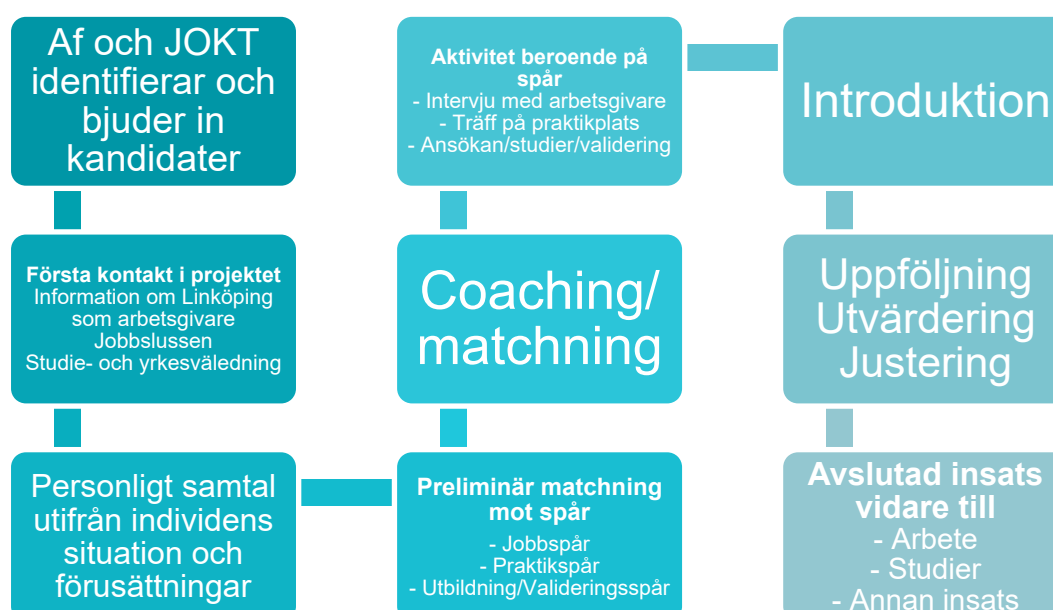 Af och JOKT
identifierar och
bjuder in
kandidater
Första kontakt i projektet
Information om Linköping
som arbetsgivare
Jobbslussen
Studie- och yrkesväledning
Personligt samtal
utifrån individens
situation och
förusättningar
Preliminär matchning
mot spår
- Jobbspår
- Praktikspår
- Utbildning/Valideringsspår
Coaching/
matchning
Aktivitet beroende på
spår
- Intervju med arbetsgivare
- Träff på praktikplats
- Ansökan/studier/validering
Introduktion
Uppföljning
Utvärdering
Justering
Avslutad insats
vidare till
- Arbete
- Studier
- Annan insats